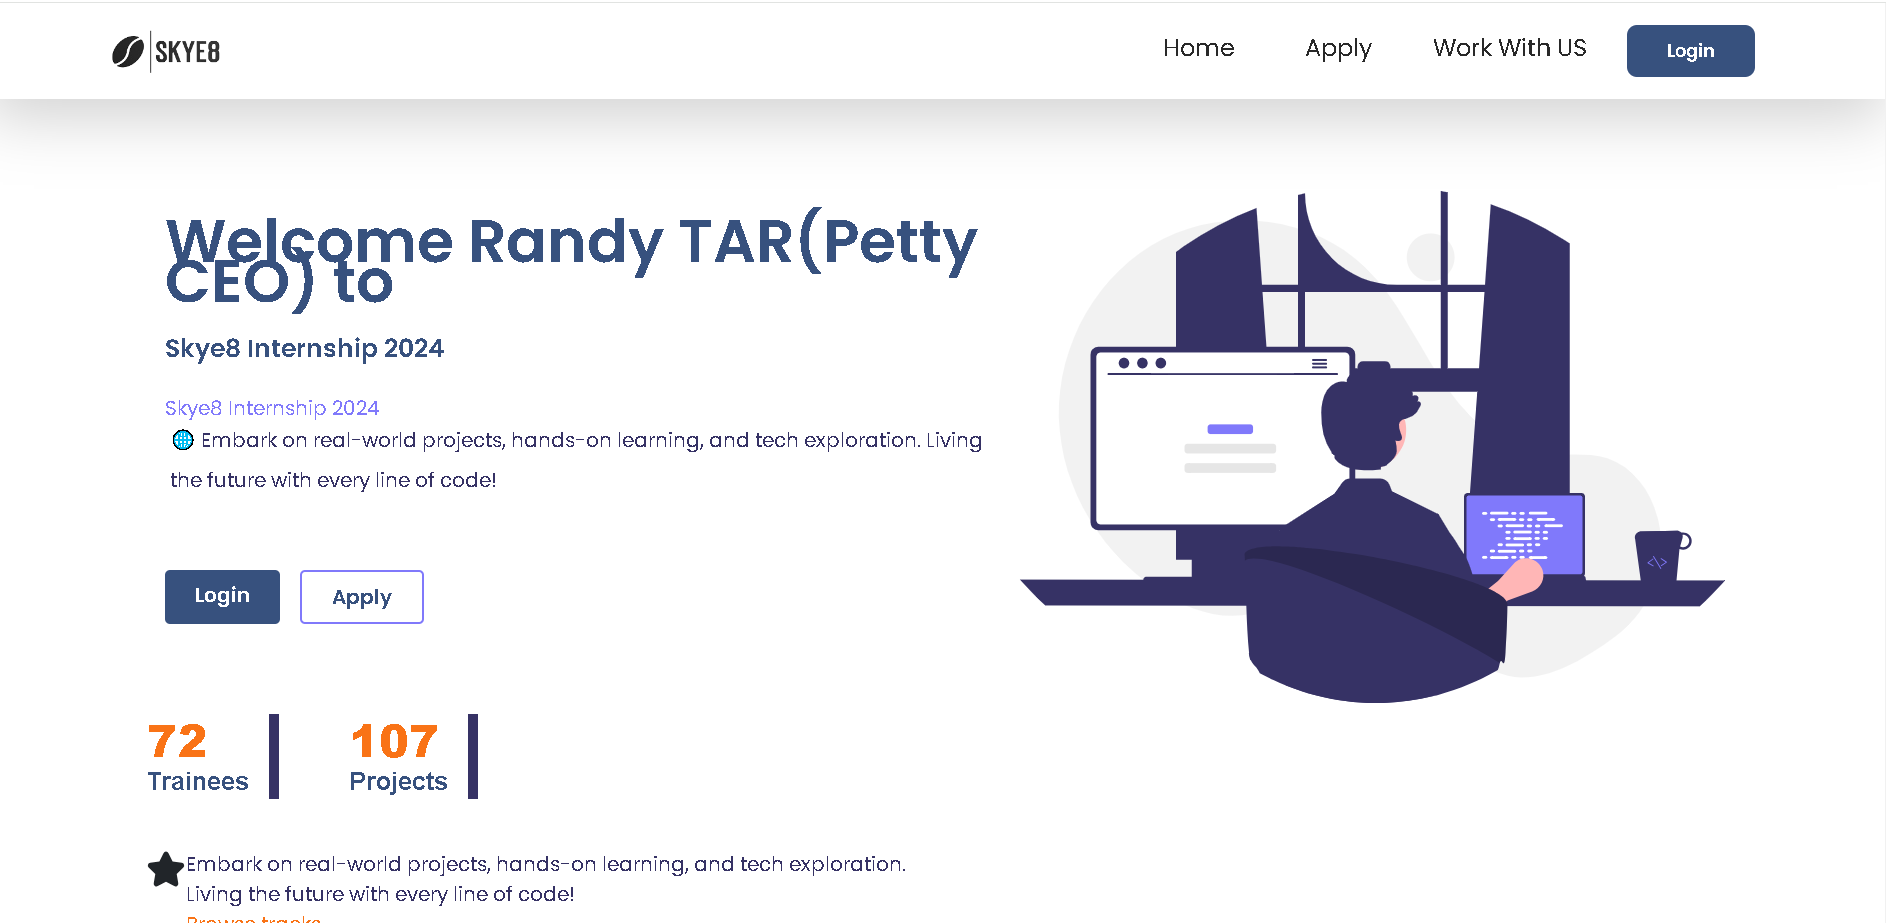 SKYE8
Home Apply Work With US Login
Welcome Randy TAR(Petty
CEO) to
Skye8 Internship 2024
Skye8 Internship 2024
🌐 Embark on real-world projects, hands-on learning, and tech exploration. Living
the future with every line of code!
Login Apply
72 107
Trainees Projects
Embark on real-world projects, hands-on learning, and tech exploration.
Living the future with every line of code!
Browse tracks